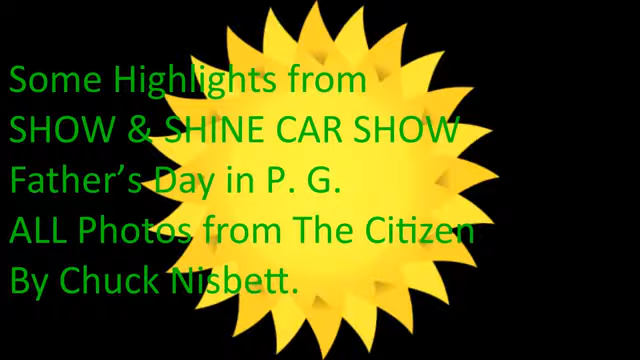 Some Highlights from
SHOW & SHINE CAR SHOW
Father’s Day in P. G.
ALL Photos from The Citizen
By Chuck Nisbett.